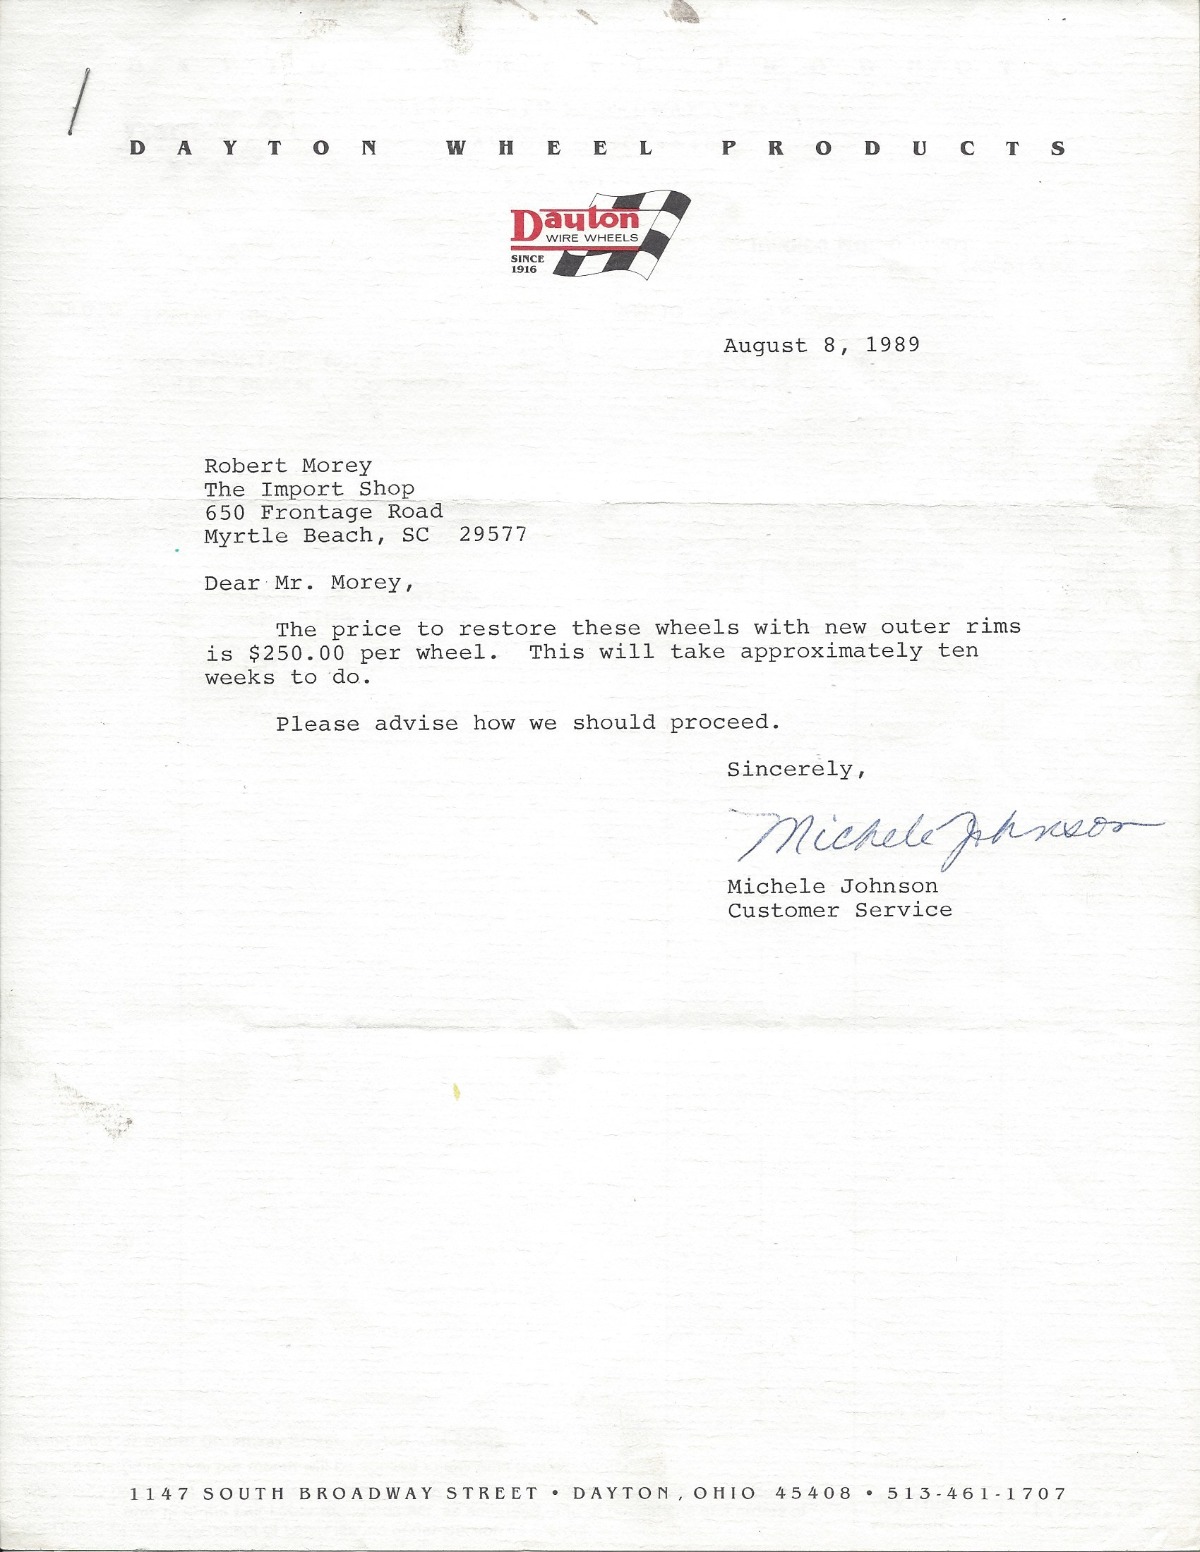 DAYTON WHEEL PRODUCTS
Dayton
WIRE WHEELS
SINCE
1916
August 8, 1989
Robert Morey
The Import Shop
650 Frontage Road
Myrtle Beach, SC  29577
Dear Mr. Morey,
The price to restore these wheels with new outer rims
is $250.00 per wheel.  This will take approximately ten
weeks to do.
Please advise how we should proceed.
Sincerely,
Michele Johnson
Michele Johnson
Customer Service
1147 SOUTH BROADWAY STREET • DAYTON, OHIO 45408 • 513-461-1707